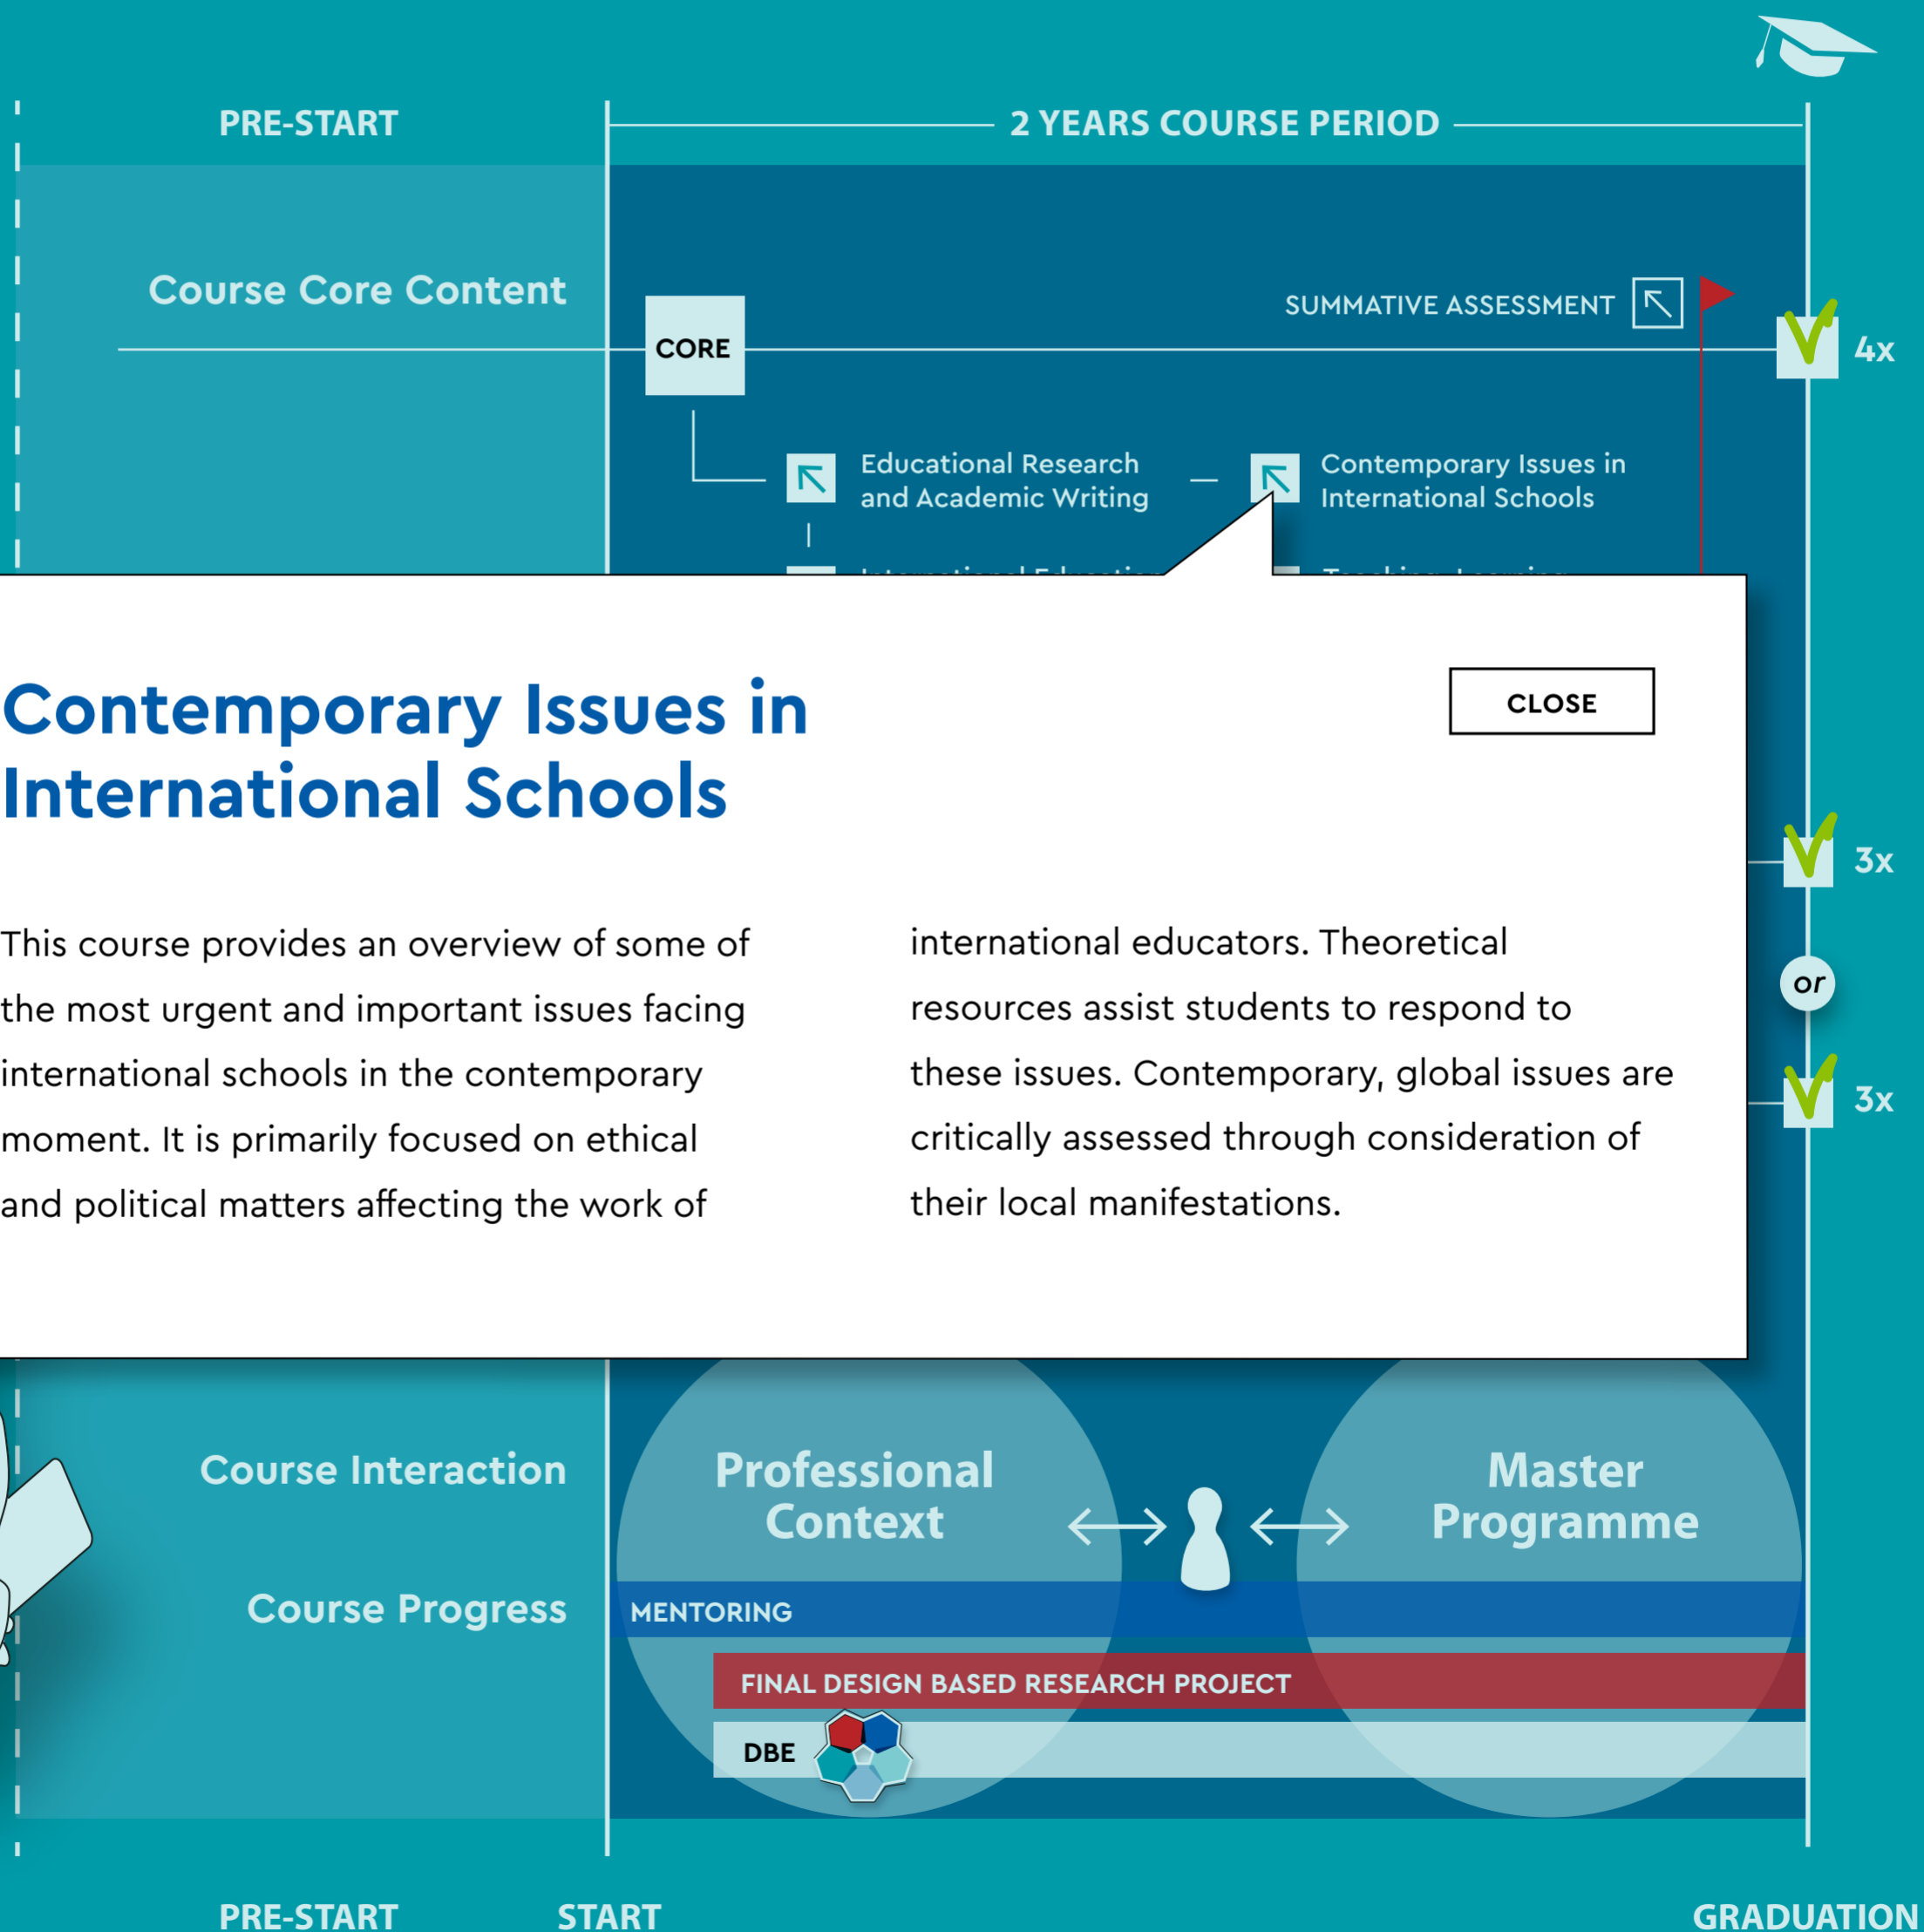 PRE-START
2 YEARS COURSE PERIOD
Course Core Content
SUMMATIVE ASSESSMENT
CORE
4x
Educational Research
and Academic Writing
Contemporary Issues in
International Schools
International Education
Teaching, Learning
Contemporary Issues in
International Schools
CLOSE
This course provides an overview of some of
the most urgent and important issues facing
international schools in the contemporary
moment. It is primarily focused on ethical
and political matters affecting the work of
international educators. Theoretical
resources assist students to respond to
these issues. Contemporary, global issues are
critically assessed through consideration of
their local manifestations.
3x
or
3x
Course Interaction
Professional
Context
Master
Programme
Course Progress
MENTORING
FINAL DESIGN BASED RESEARCH PROJECT
DBE
PRE-START
START
GRADUATION